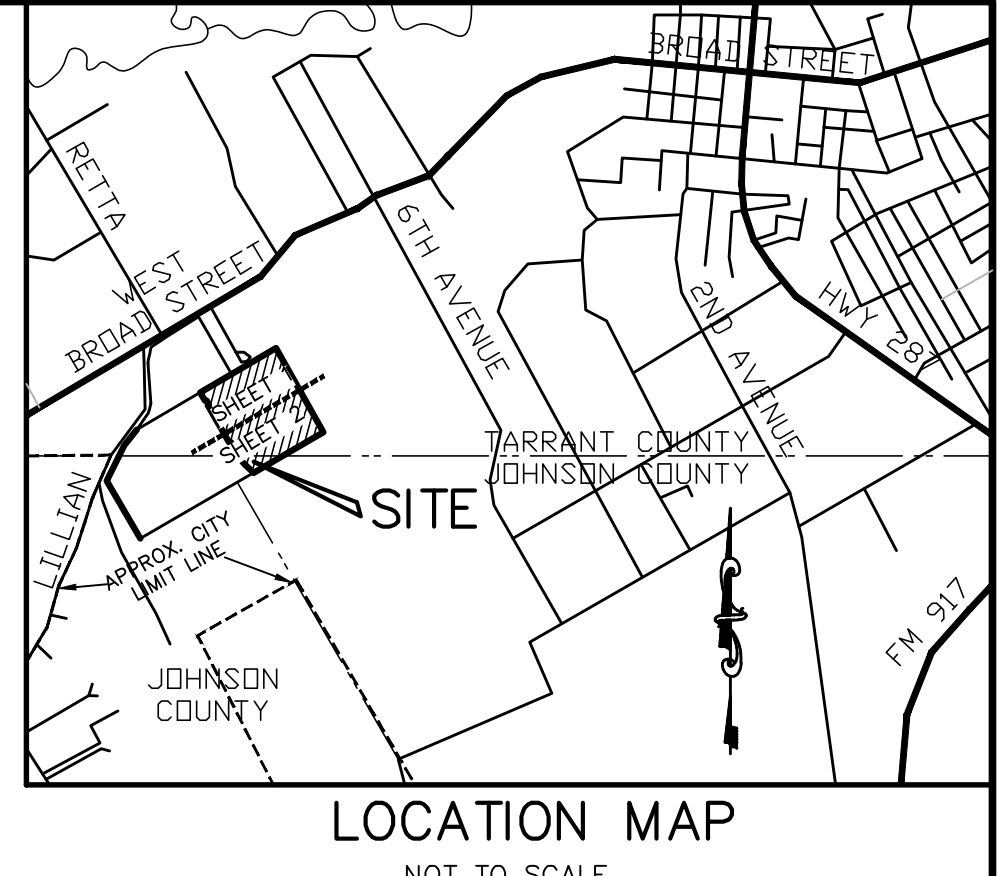 BROAD STREET
RETTA
WEST
BROAD STREET
6TH AVENUE
2ND AVENUE
HWY 287
SHEET 1
SHEET 2
TARRANT COUNTY
JOHNSON COUNTY
SITE
LILLIAN
APPROX. CITY
LIMIT LINE
FM 917
JOHNSON
COUNTY
LOCATION MAP
NOT TO SCALE